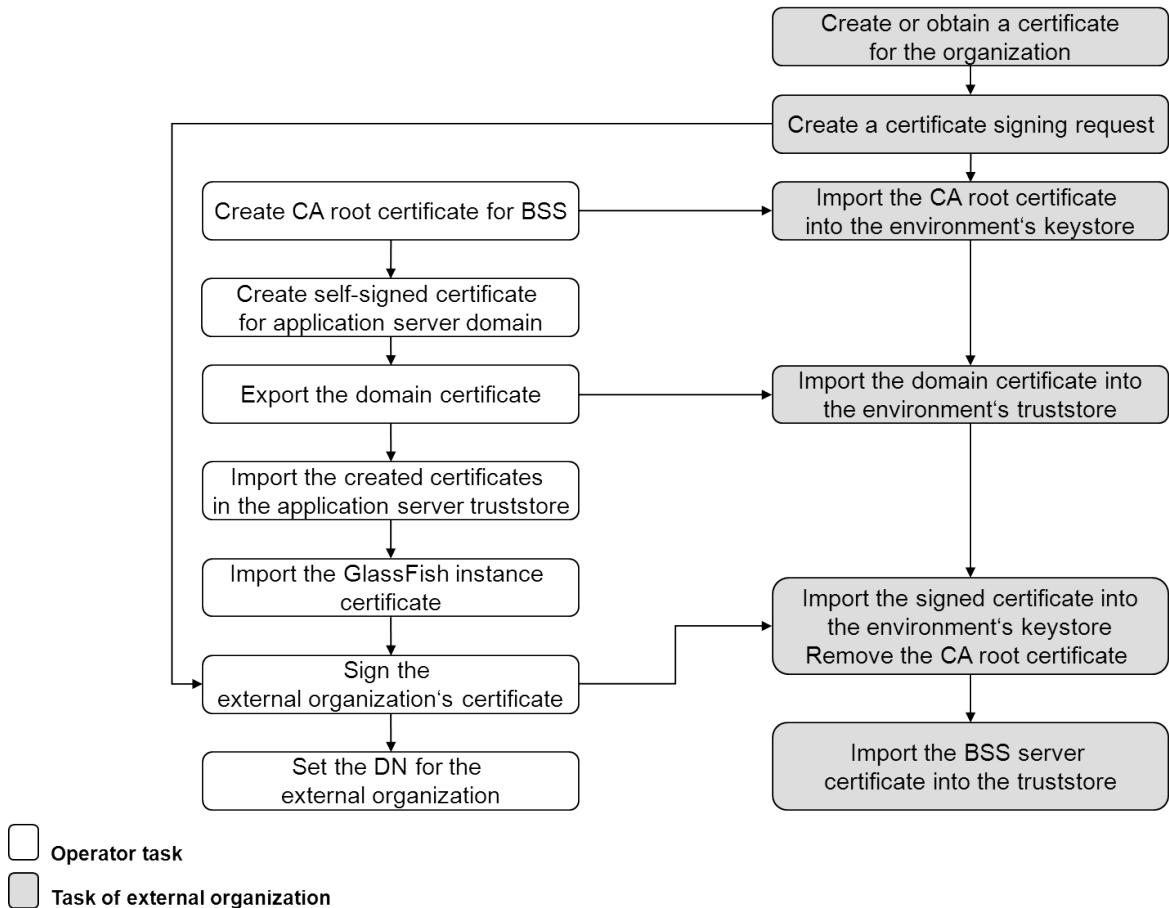 Create or obtain a certificate
for the organization
Create a certificate signing request
Create CA root certificate for BSS
Import the CA root certificate
into the environment‘s keystore
Create self-signed certificate
for application server domain
Export the domain certificate
Import the domain certificate into
the environment‘s truststore
Import the created certificates
in the application server truststore
Import the GlassFish instance
certificate
Import the signed certificate into
the environment‘s keystore
Remove the CA root certificate
Sign the
external organization‘s certificate
Set the DN for the
external organization
Import the BSS server
certificate into the truststore
Operator task
Task of external organization